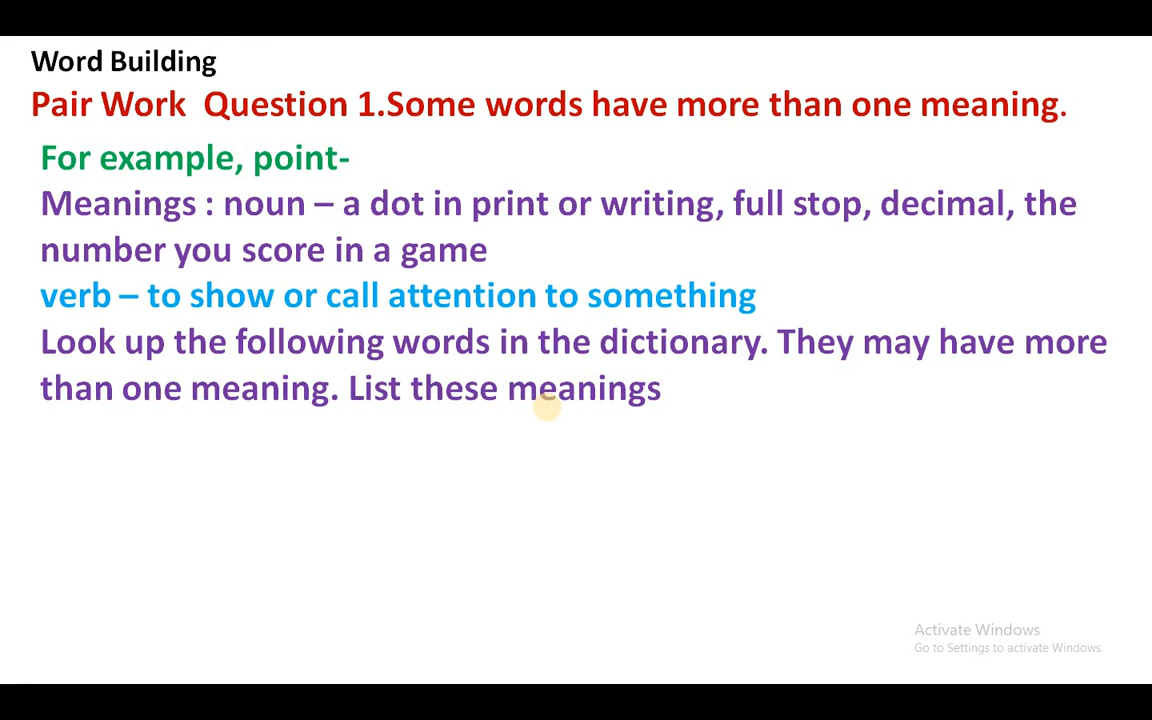 Word Building
Pair Work  Question 1.Some words have more than one meaning.
For example, point-
Meanings : noun – a dot in print or writing, full stop, decimal, the
number you score in a game
verb – to show or call attention to something
Look up the following words in the dictionary. They may have more
than one meaning. List these meanings
Activate Windows
Go to Settings to activate Windows.